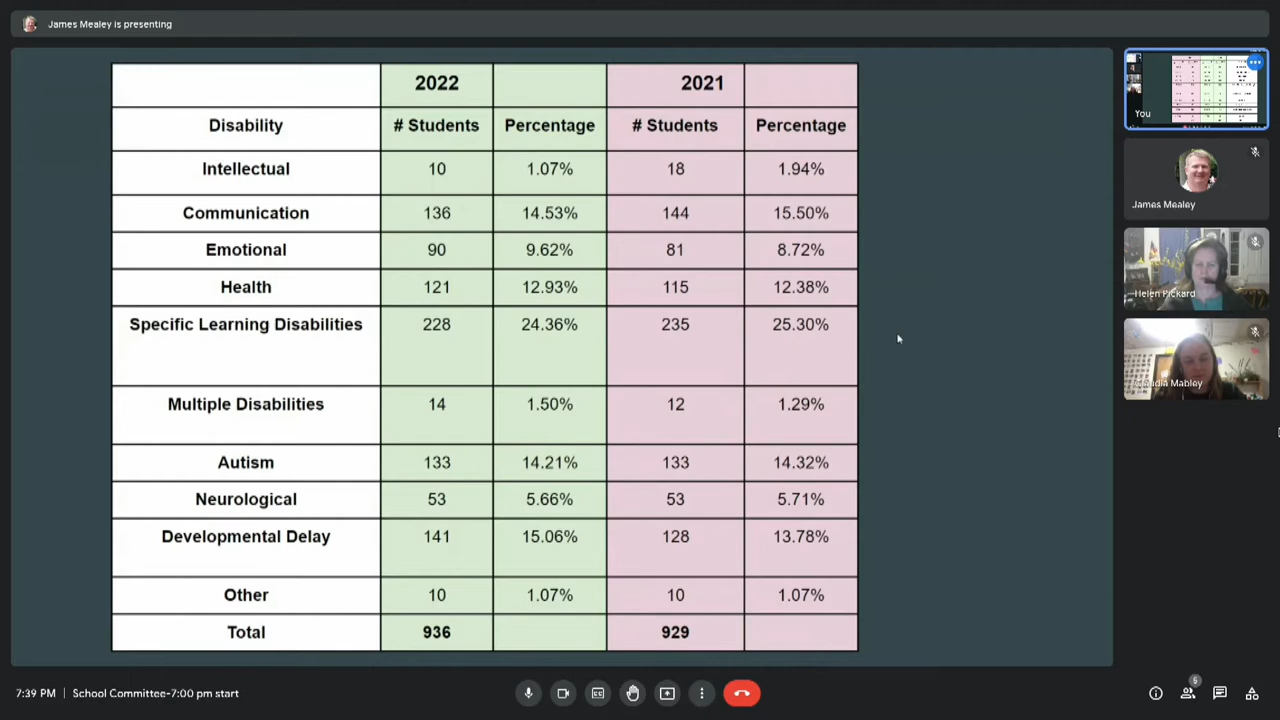 James Mealey is presenting
2022 2021
Disability # Students Percentage # Students Percentage
Intellectual 10 1.07% 18 1.94%
Communication 136 14.53% 144 15.50%
Emotional 90 9.62% 81 8.72%
Health 121 12.93% 115 12.38%
Specific Learning Disabilities 228 24.36% 235 25.30%
Multiple Disabilities 14 1.50% 12 1.29%
Autism 133 14.21% 133 14.32%
Neurological 53 5.66% 53 5.71%
Developmental Delay 141 15.06% 128 13.78%
Other 10 1.07% 10 1.07%
Total 936 929
You
James Mealey
Helen Pickard
Claudia Mabley
7:39 PM | School Committee-7:00 pm start
CC
5